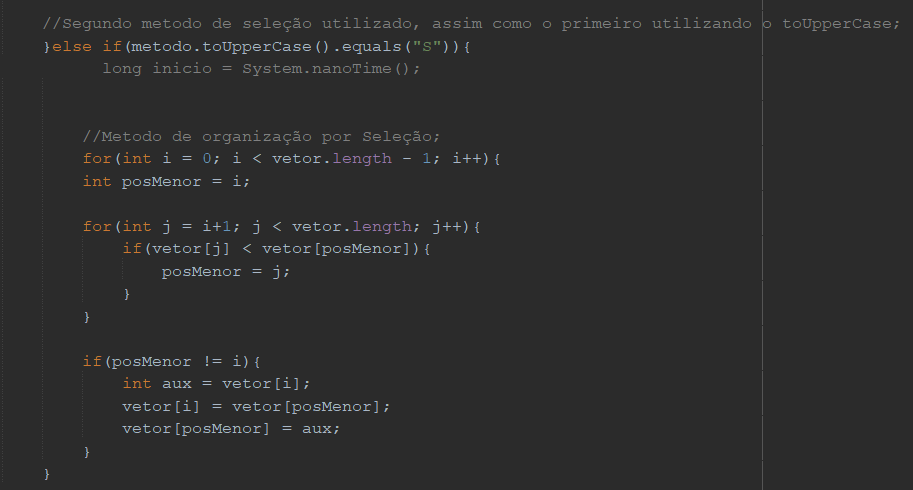 //Segundo metodo de seleção utilizado, assim como o primeiro utilizando o toUpperCase;
}else if(metodo.toUpperCase().equals("S")){
long inicio = System.nanoTime();
//Metodo de organização por Seleção;
for(int i = 0; i < vetor.length - 1; i++){
int posMenor = i;
for(int j = i+1; j < vetor.length; j++){
if(vetor[j] < vetor[posMenor]){
posMenor = j;
}
}
if(posMenor != i){
int aux = vetor[i];
vetor[i] = vetor[posMenor];
vetor[posMenor] = aux;
}
}